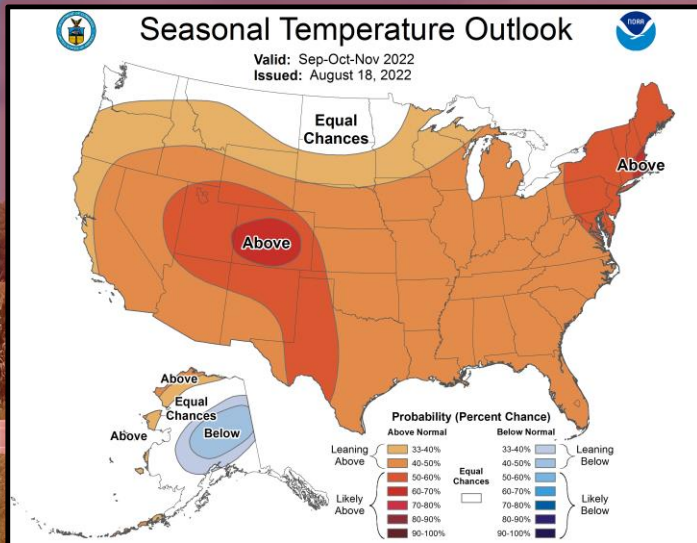 Seasonal Temperature Outlook
NOAA
Valid: Sep-Oct-Nov 2022
Issued: August 18, 2022
Equal
Chances
Above
Above
Above
Equal
Chances
Above
Below
Probability (Percent Chance)
Above Normal
Below Normal
Leaning
Above
Likely
Above
33-40%
40-50%
50-60%
60-70%
70-80%
80-90%
90-100%
Equal
Chances
33-40%
40-50%
50-60%
60-70%
70-80%
80-90%
90-100%
Leaning
Below
Likely
Below